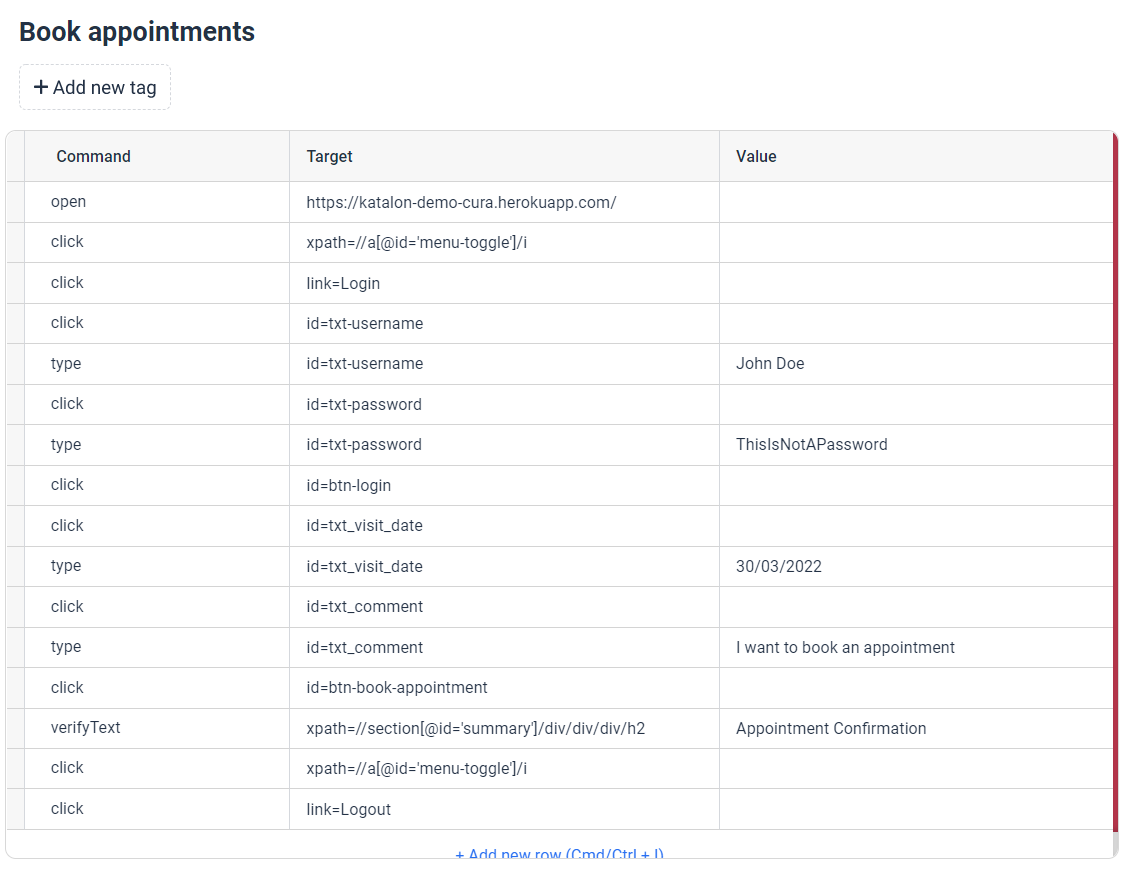 Book appointments
+ Add new tag
Command Target Value
open https://katalon-demo-cura.herokuapp.com/
click xpath=//a[@id='menu-toggle']/i
click link=Login
click id=txt-username
type id=txt-username John Doe
click id=txt-password
type id=txt-password ThisIsNotAPassword
click id=btn-login
click id=txt_visit_date
type id=txt_visit_date 30/03/2022
click id=txt_comment
type id=txt_comment I want to book an appointment
click id=btn-book-appointment
verifyText xpath=//section[@id='summary']/div/div/div/h2 Appointment Confirmation
click xpath=//a[@id='menu-toggle']/i
click link=Logout
+ Add new row (Cmd/Ctrl + I)